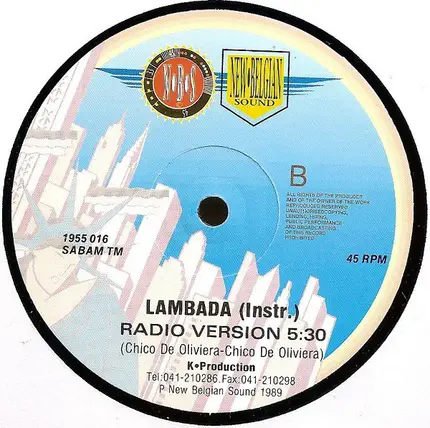 N•B•S
NEW•BELGIAN
SOUND
B
ALL RIGHTS OF THE PRODUCER
AND OF THE OWNER OF THE WORK
REPRODUCED RESERVED
UNAUTHORISED COPYING,
LENDING, HIRING,
PUBLIC PERFORMANCE
AND BROADCASTING
OF THIS RECORD
PROHIBITED
1955 016
SABAM TM
45 RPM
LAMBADA (Instr.)
RADIO VERSION 5:30
(Chico De Oliviera-Chico De Oliviera)
K•Production
Tel:041-210286.Fax:041-210298
P New Belgian Sound 1989